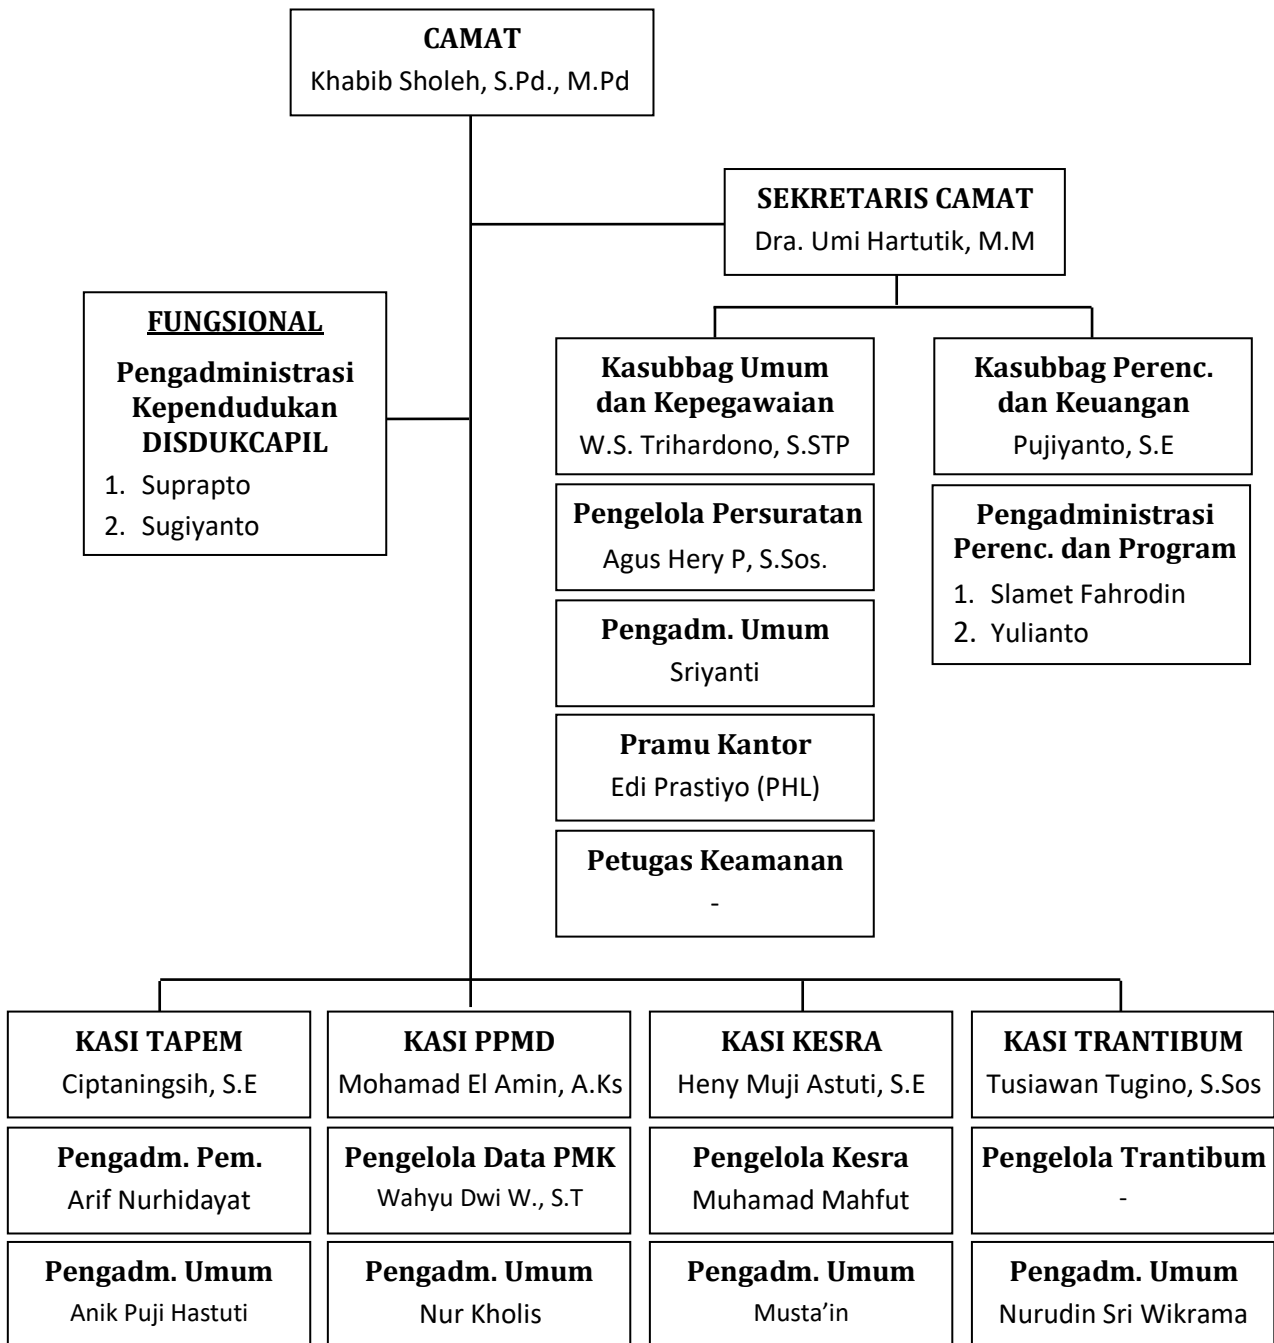 CAMAT
Khabib Sholeh, S.Pd., M.Pd
SEKRETARIS CAMAT
Dra. Umi Hartutik, M.M
FUNGSIONAL
Pengadministrasi
Kependudukan
DISDUKCAPIL
1. Suprapto
2. Sugiyanto
Kasubbag Umum
dan Kepegawaian
W.S. Trihardono, S.STP
Kasubbag Perenc.
dan Keuangan
Pujiyanto, S.E
Pengelola Persuratan
Agus Hery P, S.Sos.
Pengadministrasi
Perenc. dan Program
1. Slamet Fahrodin
2. Yulianto
Pengadm. Umum
Sriyanti
Pramu Kantor
Edi Prastiyo (PHL)
Petugas Keamanan
-
KASI TAPEM
Ciptaningsih, S.E
KASI PPMD
Mohamad El Amin, A.Ks
KASI KESRA
Heny Muji Astuti, S.E
KASI TRANTIBUM
Tusiawan Tugino, S.Sos
Pengadm. Pem.
Arif Nurhidayat
Pengelola Data PMK
Wahyu Dwi W., S.T
Pengelola Kesra
Muhamad Mahfut
Pengelola Trantibum
-
Pengadm. Umum
Anik Puji Hastuti
Pengadm. Umum
Nur Kholis
Pengadm. Umum
Musta’in
Pengadm. Umum
Nurudin Sri Wikrama